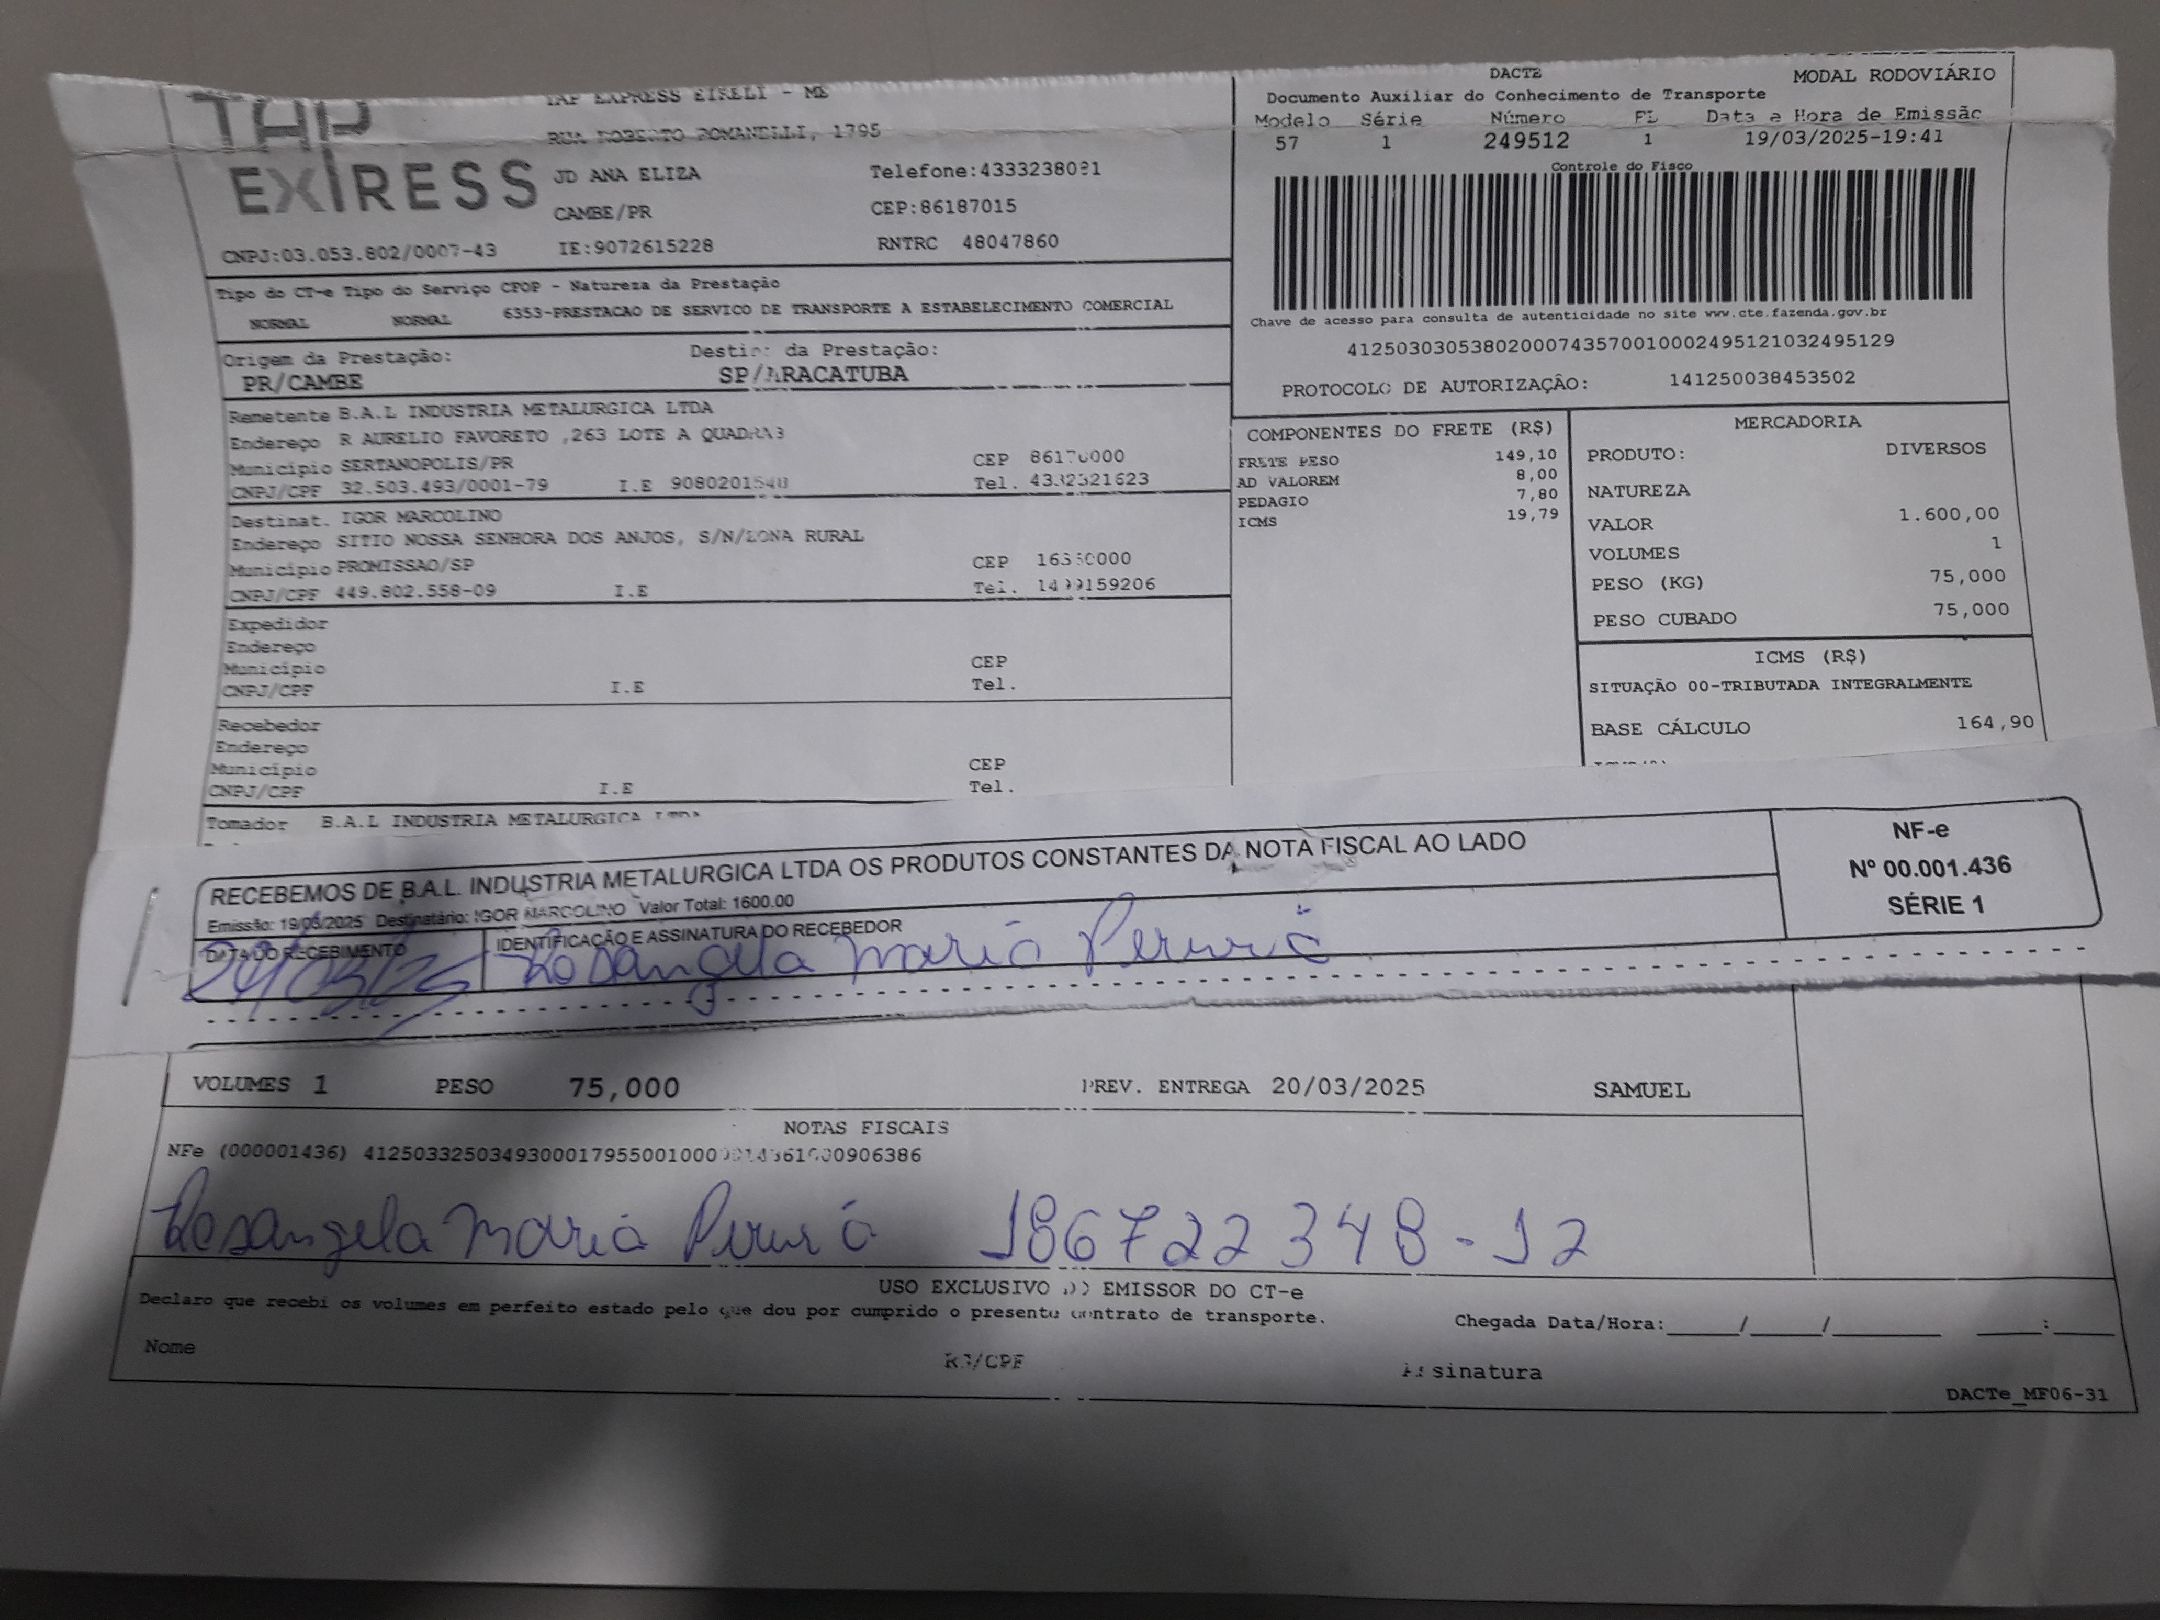 TAP EXPRESS
TAP EXPRESS EIRELI - ME
RUA ROBERTO ROMANELLI, 1795
JD ANA ELIZA Telefone:4333238081
CAMBE/PR CEP:86187015
CNPJ:03.053.802/0007-43 IE:9072615228 RNTRC 48047860
DACTE MODAL RODOVIÁRIO
Documento Auxiliar do Conhecimento de Transporte
Modelo Série Número FL Data e Hora de Emissão
57 1 249512 1 19/03/2025-19:41
Controle do Fisco
Chave de acesso para consulta de autenticidade no site www.cte.fazenda.gov.br
41250303053802000743570010002495121032495129
PROTOCOLO DE AUTORIZAÇÃO: 141250038453502
Tipo do CT-e Tipo do Serviço CFOP - Natureza da Prestação
NORMAL NORMAL 6353-PRESTACAO DE SERVICO DE TRANSPORTE A ESTABELECIMENTO COMERCIAL
Origem da Prestação: Destino da Prestação:
PR/CAMBE SP/ARACATUBA
Remetente B.A.L INDUSTRIA METALURGICA LTDA
Endereço R AURELIO FAVORETO ,263 LOTE A QUADRA3
Município SERTANOPOLIS/PR CEP 86170000
CNPJ/CPF 32.503.493/0001-79 I.E Tel. 4332321623
Destinat. IGOR MARCOLINO
Endereço SITIO NOSSA SENHORA DOS ANJOS, S/N/ZONA RURAL
Município PROMISSAO/SP CEP
CNPJ/CPF 449.802.558-09 I.E Tel.
Expedidor
Endereço
Município CEP
CNPJ/CPF I.E Tel.
Recebedor
Endereço
Município CEP
CNPJ/CPF I.E Tel.
Tomador B.A.L INDUSTRIA METALURGICA LTDA
COMPONENTES DO FRETE (R$)
FRETE PESO 149,10
AD VALOREM 8,00
PEDAGIO 7,80
ICMS 19,79
MERCADORIA
PRODUTO: DIVERSOS
NATUREZA
VALOR 1.600,00
VOLUMES 1
PESO (KG) 75,000
PESO CUBADO 75,000
ICMS (R$)
SITUAÇÃO 00-TRIBUTADA INTEGRALMENTE
BASE CÁLCULO 164,90
RECEBEMOS DE B.A.L. INDUSTRIA METALURGICA LTDA OS PRODUTOS CONSTANTES DA NOTA FISCAL AO LADO
Emissão: 19/03/2025 Destinatário: IGOR MARCOLINO Valor Total: 1600.00
DATA DO RECEBIMENTO IDENTIFICAÇÃO E ASSINATURA DO RECEBEDOR
Rosangela maria Pereira
NF-e
Nº 00.001.436
SÉRIE 1
VOLUMES 1 PESO 75,000 PREV. ENTREGA 20/03/2025 SAMUEL
NOTAS FISCAIS
NFe (000001436)
Rosangela maria Pereira 186722348-12
USO EXCLUSIVO DO EMISSOR DO CT-e
Declaro que recebi os volumes em perfeito estado pelo que dou por cumprido o presente contrato de transporte. Chegada Data/Hora:_____/_____/________ _____:_____
Nome RG/CPF Assinatura
DACTe_MF06-31